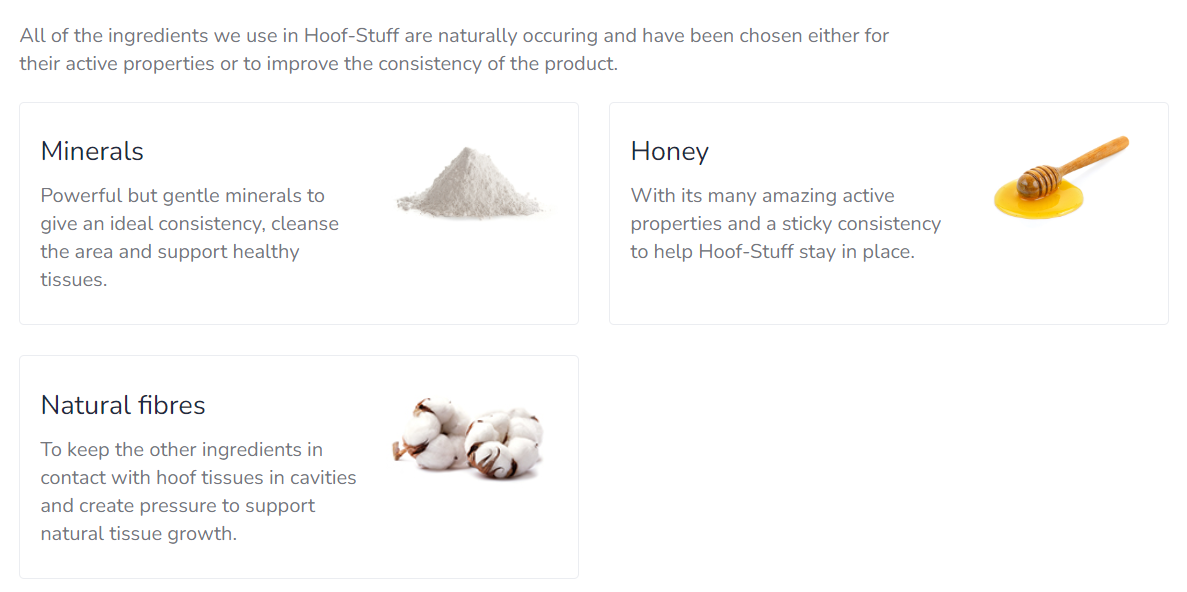 All of the ingredients we use in Hoof-Stuff are naturally occuring and have been chosen either for
their active properties or to improve the consistency of the product.
Minerals
Powerful but gentle minerals to
give an ideal consistency, cleanse
the area and support healthy
tissues.
Honey
With its many amazing active
properties and a sticky consistency
to help Hoof-Stuff stay in place.
Natural fibres
To keep the other ingredients in
contact with hoof tissues in cavities
and create pressure to support
natural tissue growth.